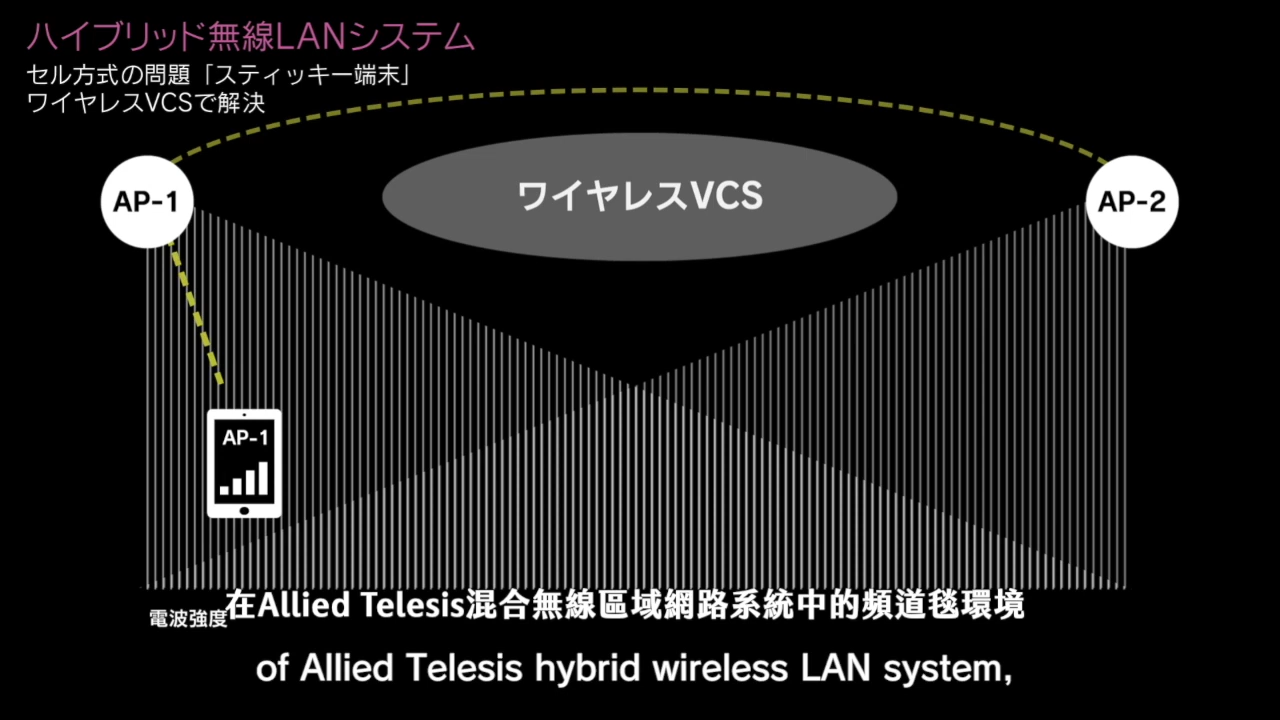 ハイブリッド無線LANシステム
セル方式の問題「スティッキー端末」
ワイヤレスVCSで解決
ワイヤレスVCS
AP-1
AP-2
AP-1
電波強度
在Allied Telesis混合無線區域網路系統中的頻道毯環境
of Allied Telesis hybrid wireless LAN system,